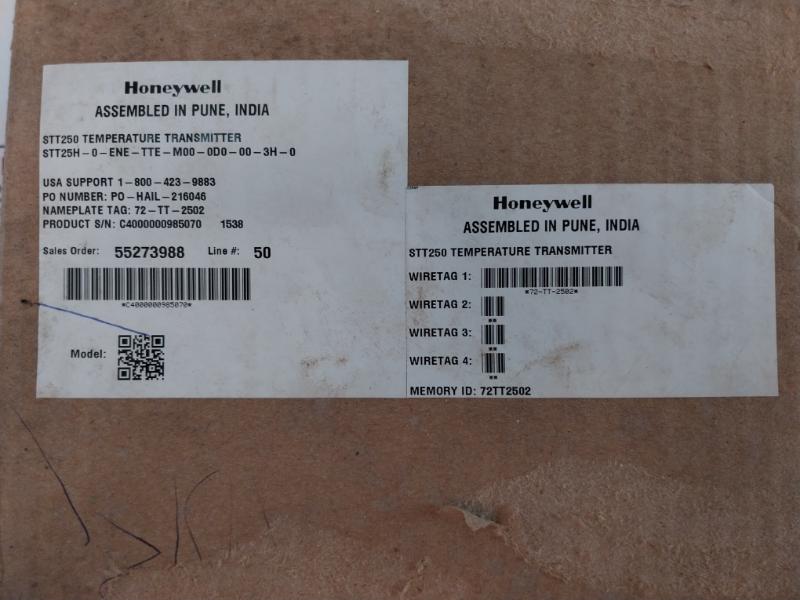 Honeywell
ASSEMBLED IN PUNE, INDIA
STT250 TEMPERATURE TRANSMITTER
STT25H-0-ENE-TTE-M00-0D0-00-3H-0
USA SUPPORT 1-800-423-9883
PO NUMBER: PO-HAIL-216046
NAMEPLATE TAG: 72-TT-2502
PRODUCT S/N: C4000000985070 1538
Sales Order: 55273988 Line #: 50
*C4000000985070*
Model:
Honeywell
ASSEMBLED IN PUNE, INDIA
STT250 TEMPERATURE TRANSMITTER
WIRETAG 1:
*72-TT-2502*
WIRETAG 2:
**
WIRETAG 3:
**
WIRETAG 4:
**
MEMORY ID: 72TT2502